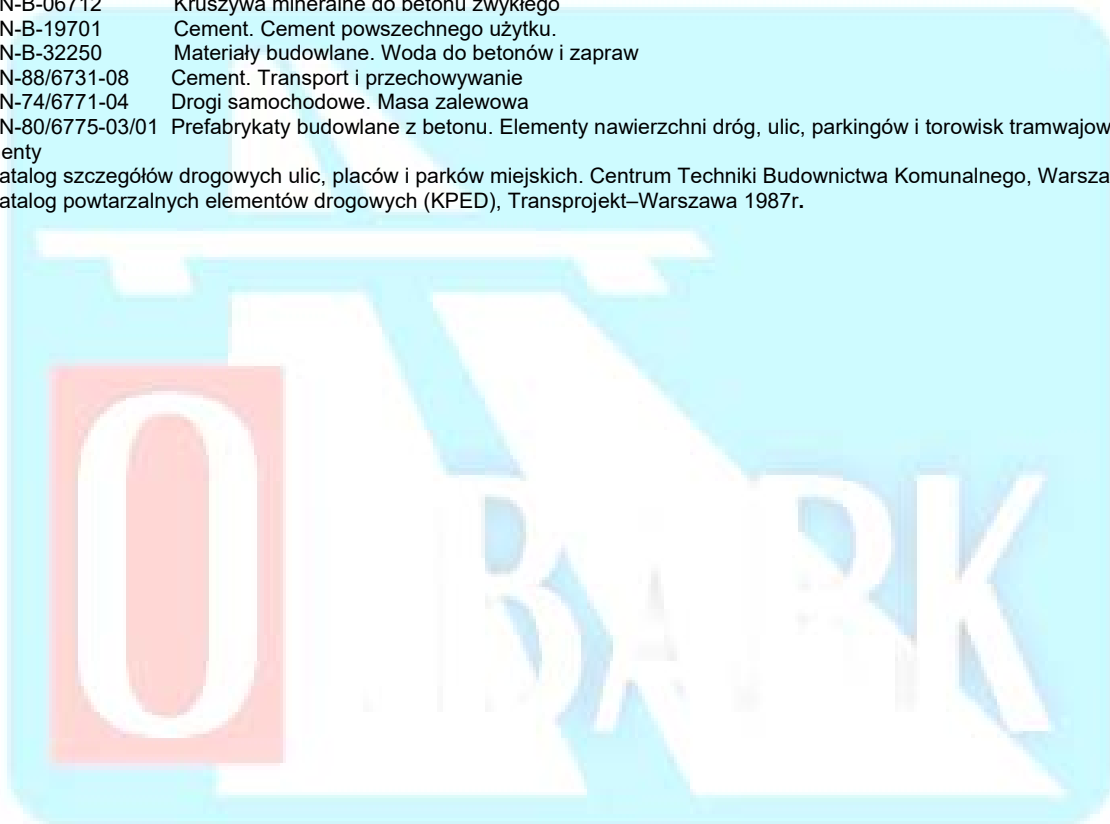 N-B-06712 Kruszywa mineralne do betonu zwykłego
N-B-19701 Cement. Cement powszechnego użytku.
N-B-32250 Materiały budowlane. Woda do betonów i zapraw
N-88/6731-08 Cement. Transport i przechowywanie
N-74/6771-04 Drogi samochodowe. Masa zalewowa
N-80/6775-03/01 Prefabrykaty budowlane z betonu. Elementy nawierzchni dróg, ulic, parkingów i torowisk tramwajow
enty
atalog szczegółów drogowych ulic, placów i parków miejskich. Centrum Techniki Budownictwa Komunalnego, Warsza
atalog powtarzalnych elementów drogowych (KPED), Transprojekt–Warszawa 1987r.